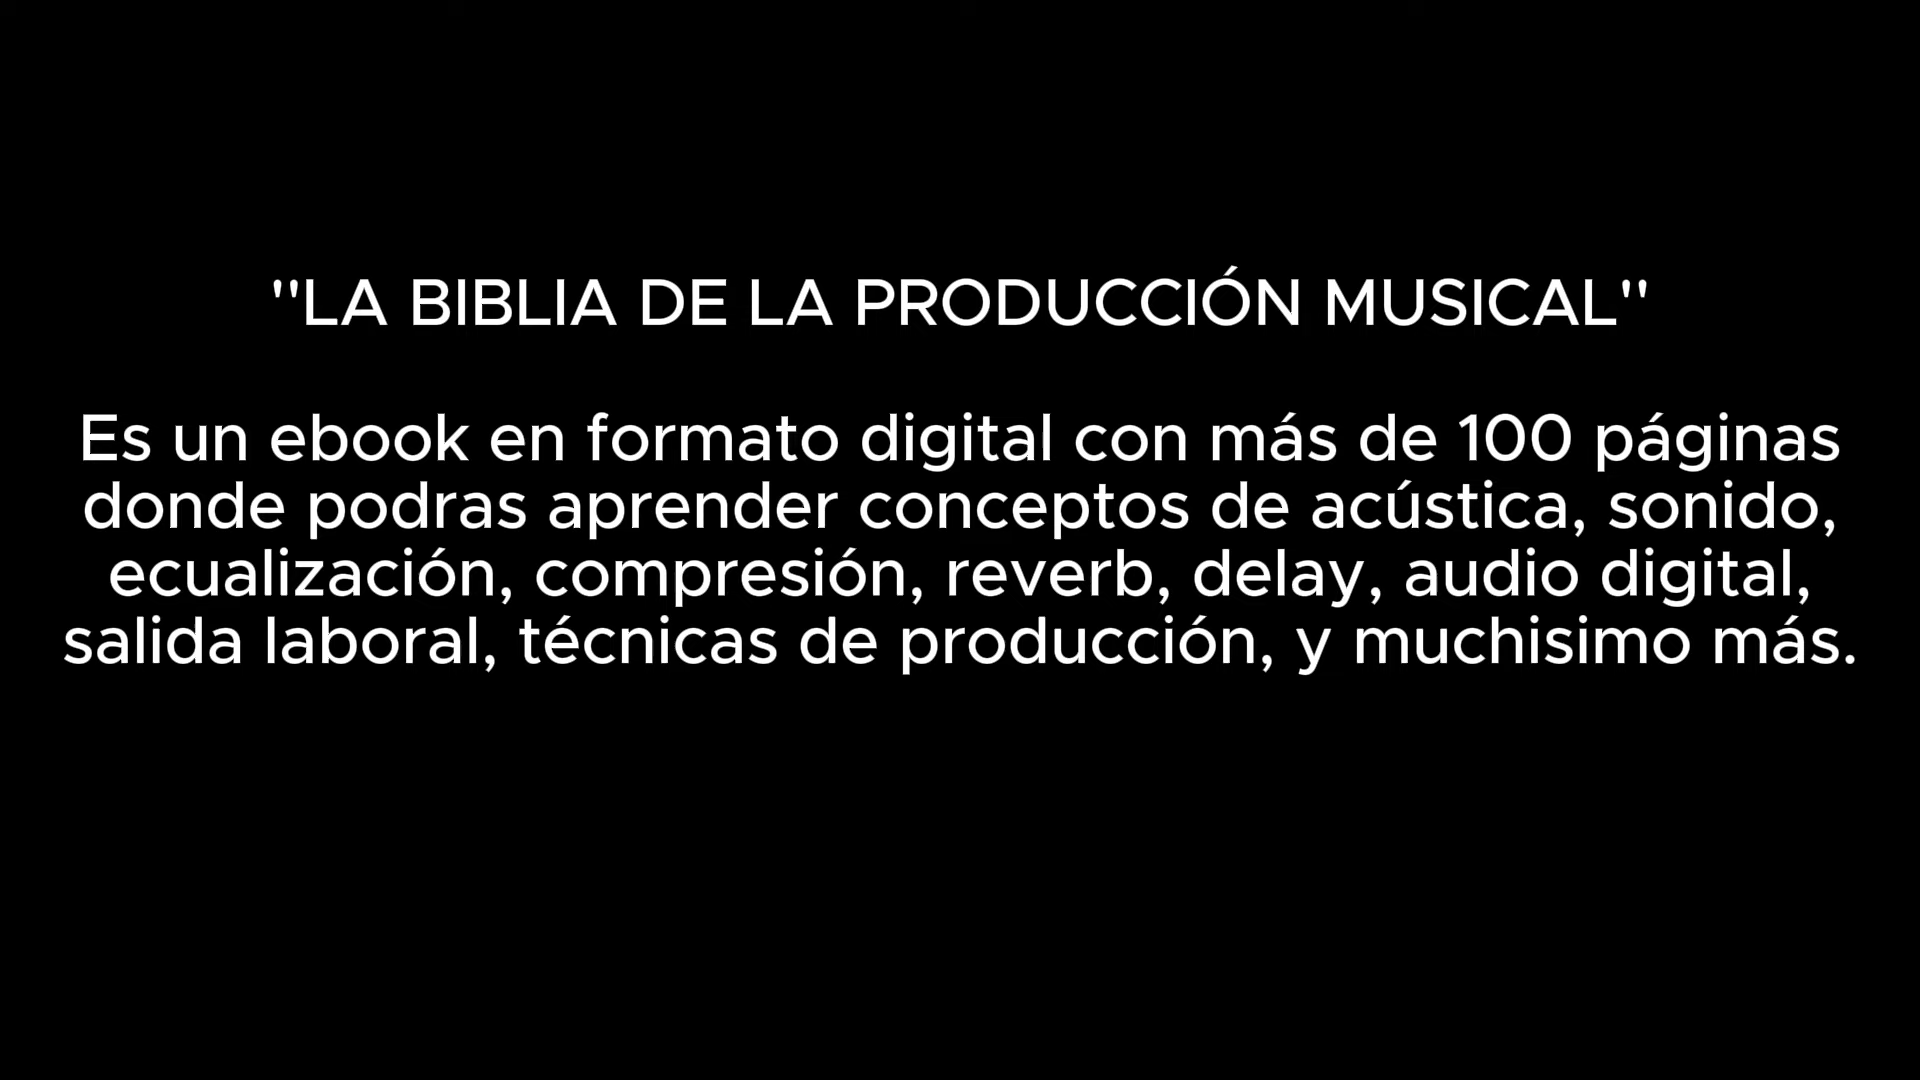 "LA BIBLIA DE LA PRODUCCIÓN MUSICAL"
Es un ebook en formato digital con más de 100 páginas
donde podras aprender conceptos de acústica, sonido,
ecualización, compresión, reverb, delay, audio digital,
salida laboral, técnicas de producción, y muchisimo más.